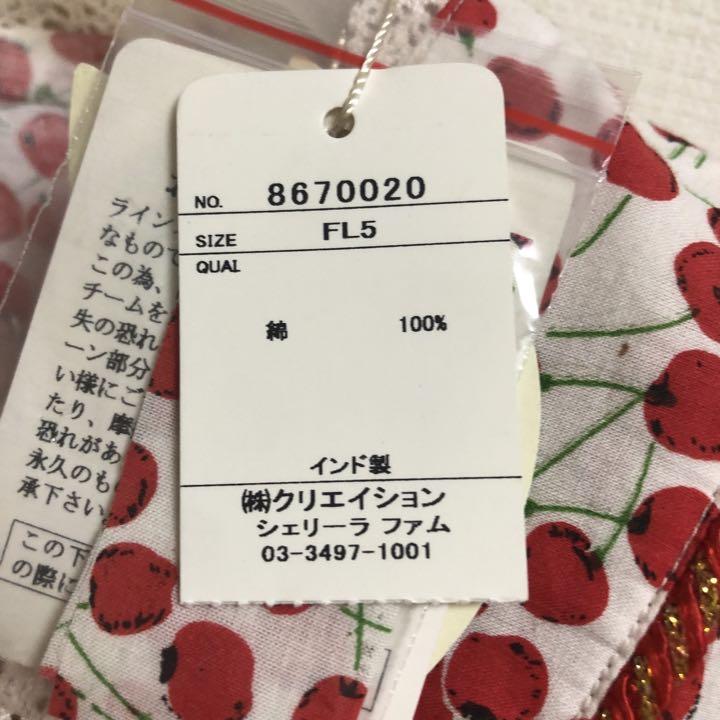 NO. 8670020
SIZE FL5
QUAL
綿 100%
インド製
㈱クリエイション
シェリーラ ファム
03-3497-1001
ライン
なもので
この為、
チームを
失の恐れ
ーン部分
い様にご
たり、摩
恐れがあ
永久のも
承下さい
この下
の際に